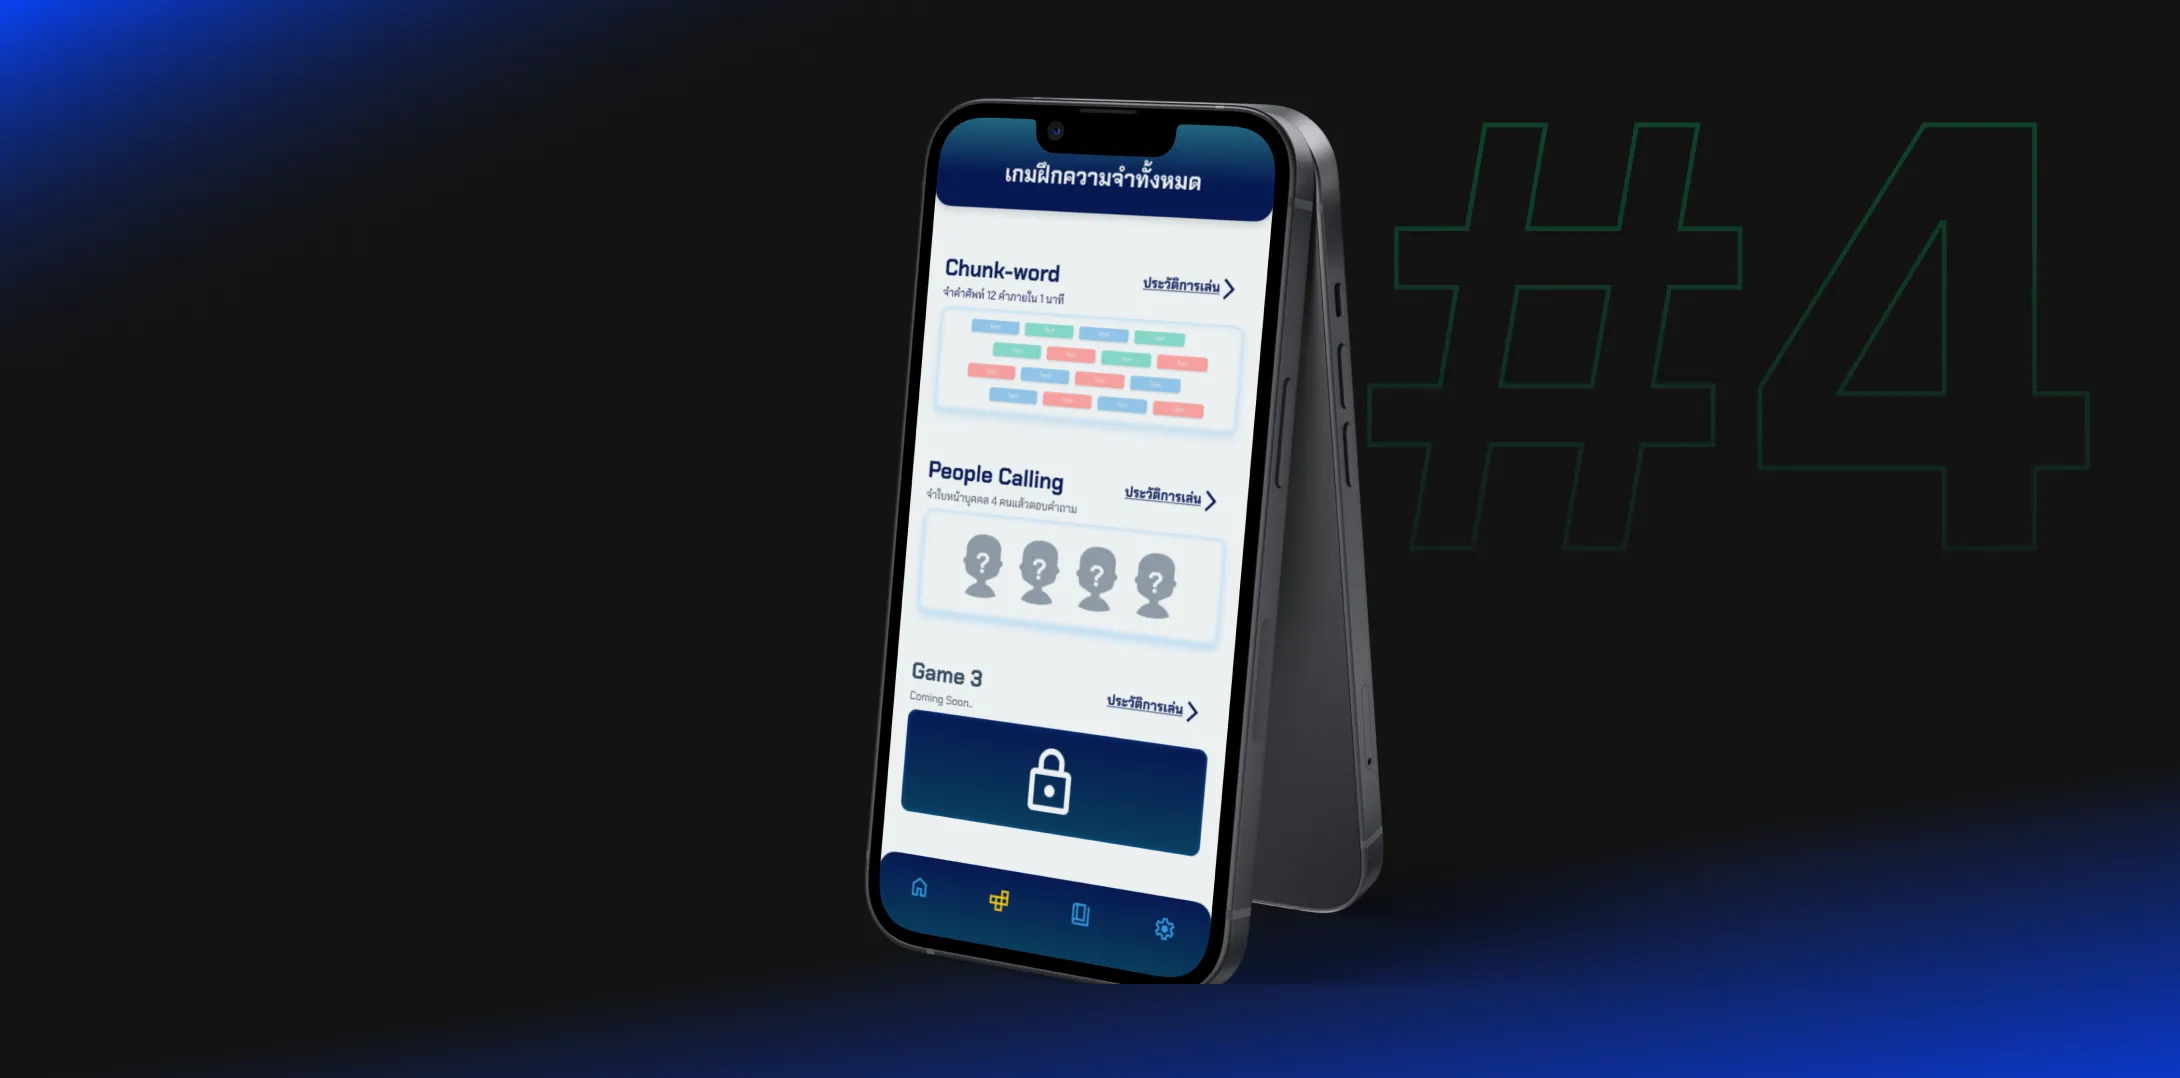 เกมฝึกความจำทั้งหมด
Chunk-word
ประวัติการเล่น
จำคำศัพท์ 12 คำภายใน 1 นาที
People Calling
ประวัติการเล่น
จำใบหน้าบุคคล 4 คนแล้วตอบคำถาม
? ? ? ?
Game 3
ประวัติการเล่น
Coming Soon..
#4